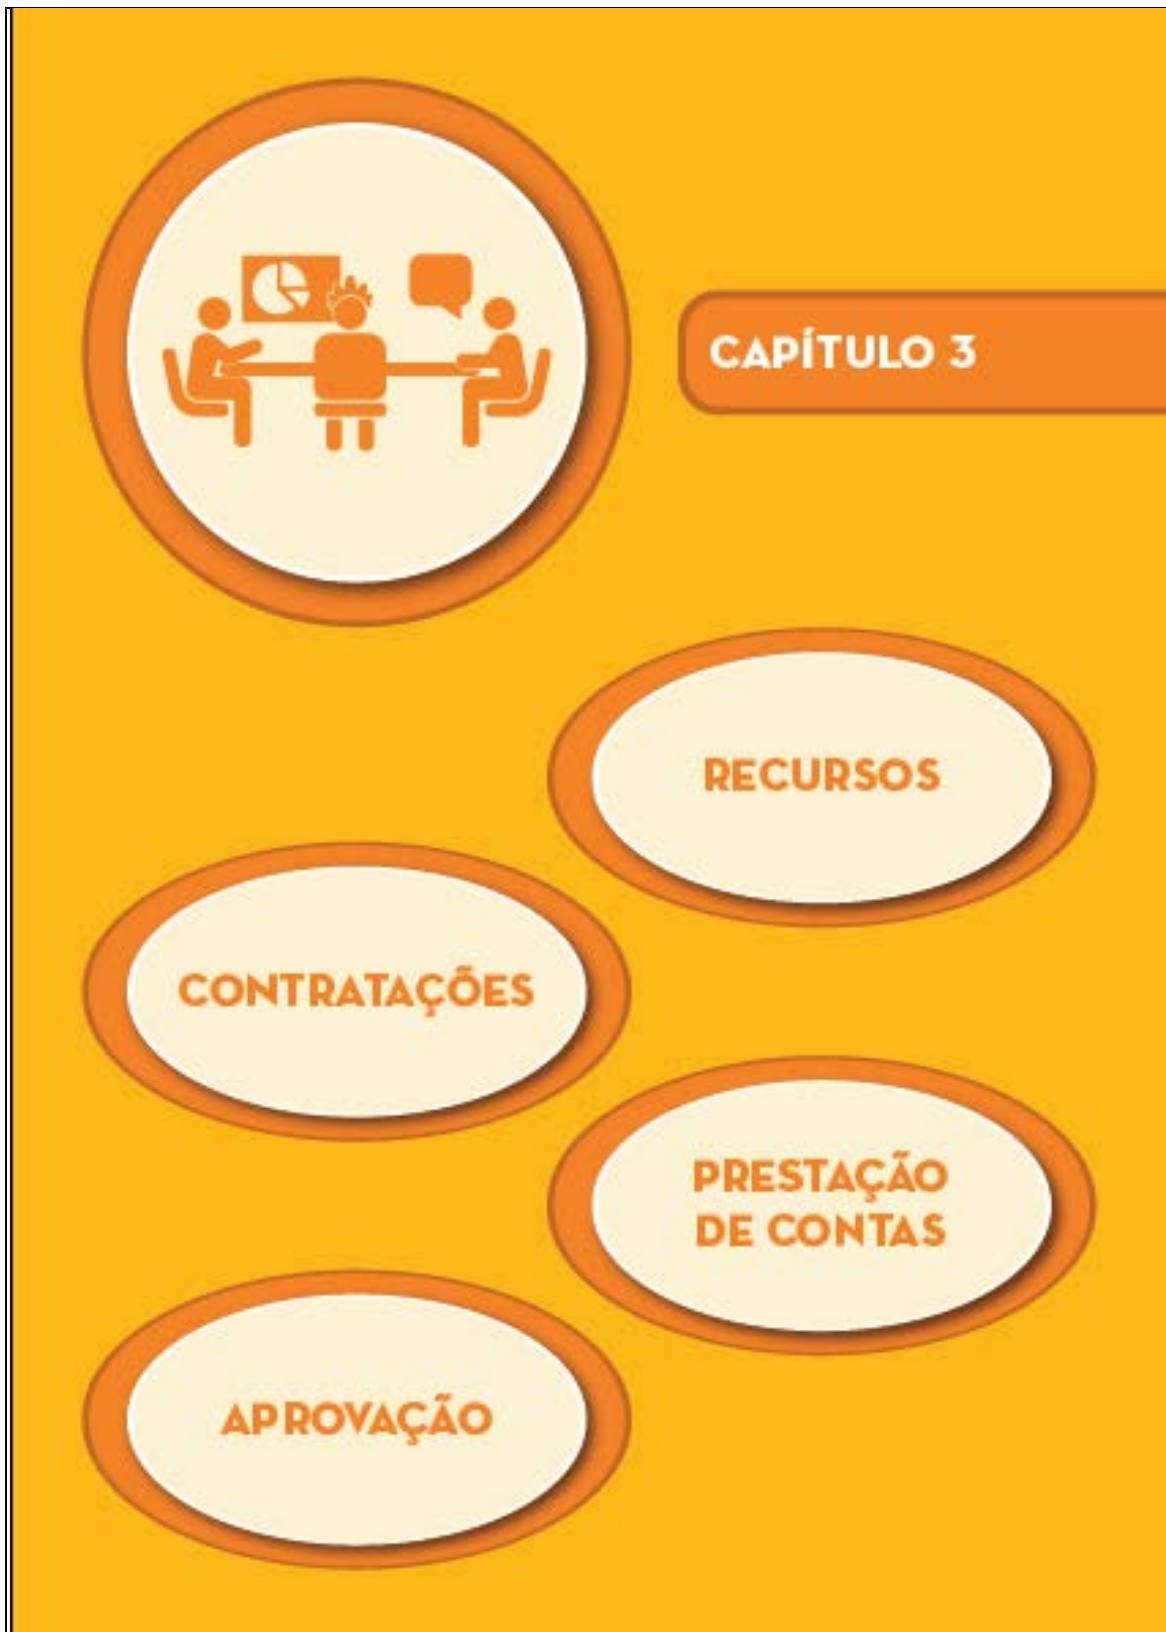 CAPÍTULO 3
RECURSOS
CONTRATAÇÕES
PRESTAÇÃO
DE CONTAS
APROVAÇÃO